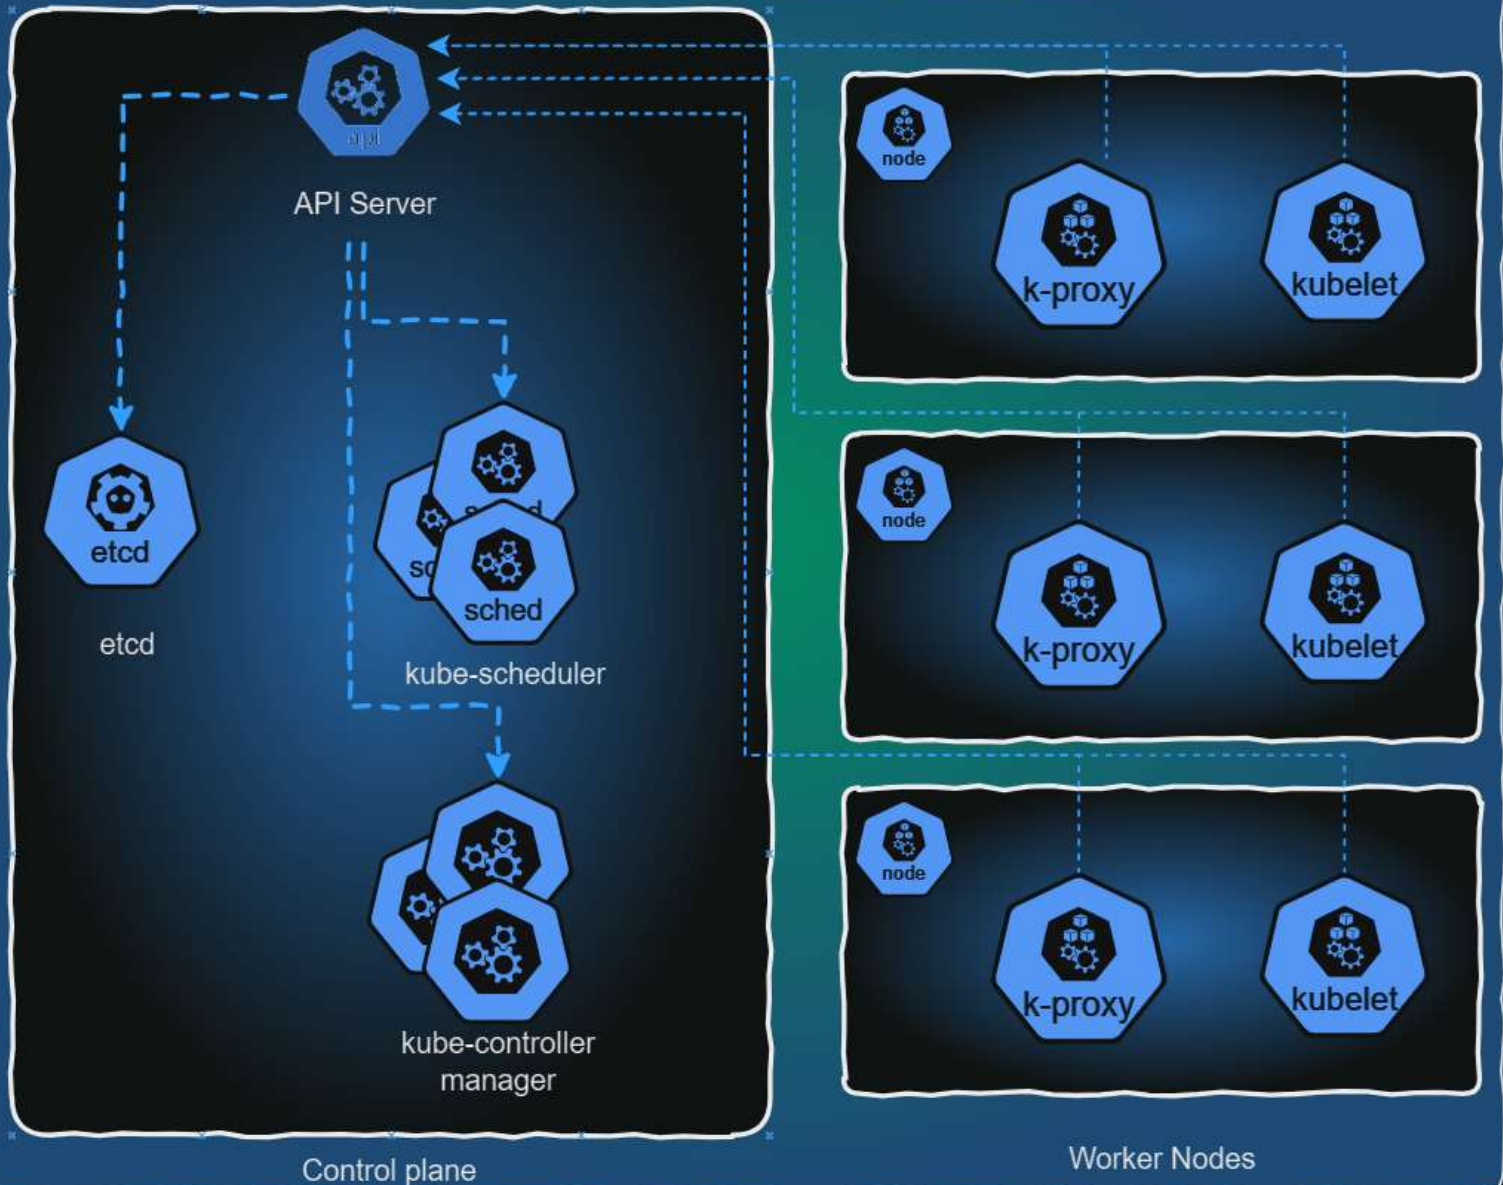 api
API Server
etcd
etcd
sched
kube-scheduler
kube-controller
manager
Control plane
node
k-proxy
kubelet
node
k-proxy
kubelet
node
k-proxy
kubelet
Worker Nodes